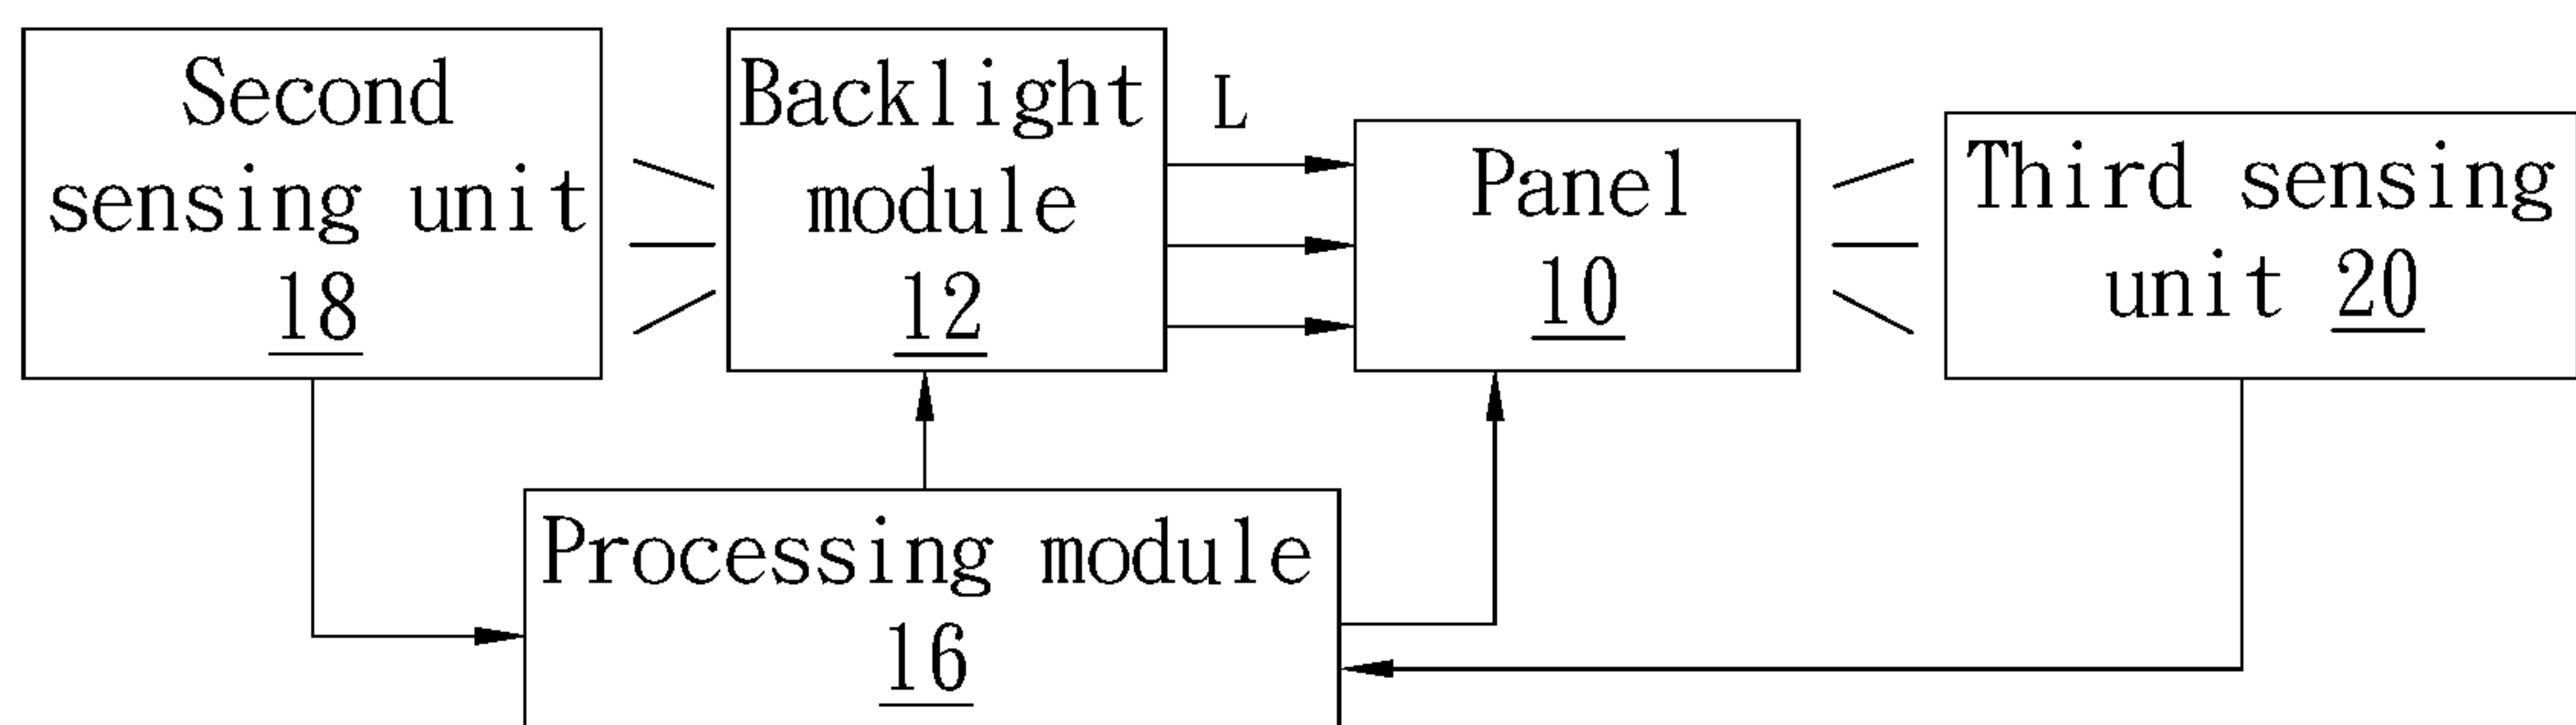 Second
sensing unit
18
Backlight
module
12
L
Panel
10
Third sensing
unit 20
Processing module
16